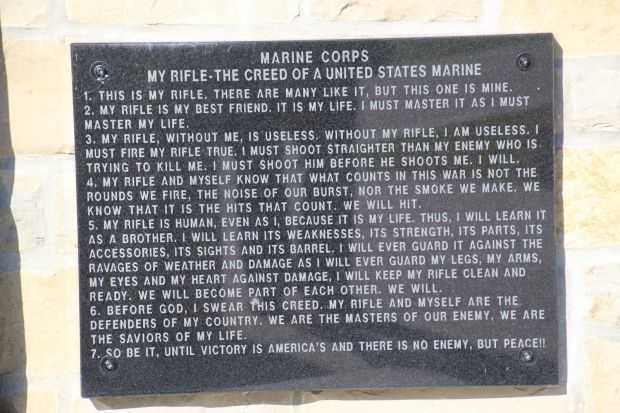 MARINE CORPS
MY RIFLE-THE CREED OF A UNITED STATES MARINE
1. THIS IS MY RIFLE. THERE ARE MANY LIKE IT, BUT THIS ONE IS MINE.
2. MY RIFLE IS MY BEST FRIEND. IT IS MY LIFE. I MUST MASTER IT AS I MUST
MASTER MY LIFE.
3. MY RIFLE, WITHOUT ME, IS USELESS. WITHOUT MY RIFLE, I AM USELESS. I
MUST FIRE MY RIFLE TRUE. I MUST SHOOT STRAIGHTER THAN MY ENEMY WHO IS
TRYING TO KILL ME. I MUST SHOOT HIM BEFORE HE SHOOTS ME. I WILL.
4. MY RIFLE AND MYSELF KNOW THAT WHAT COUNTS IN THIS WAR IS NOT THE
ROUNDS WE FIRE, THE NOISE OF OUR BURST, NOR THE SMOKE WE MAKE. WE
KNOW THAT IT IS THE HITS THAT COUNT. WE WILL HIT.
5. MY RIFLE IS HUMAN, EVEN AS I, BECAUSE IT IS MY LIFE. THUS, I WILL LEARN IT
AS A BROTHER. I WILL LEARN ITS WEAKNESSES, ITS STRENGTH, ITS PARTS, ITS
ACCESSORIES, ITS SIGHTS AND ITS BARREL. I WILL EVER GUARD IT AGAINST THE
RAVAGES OF WEATHER AND DAMAGE AS I WILL EVER GUARD MY LEGS, MY ARMS,
MY EYES AND MY HEART AGAINST DAMAGE, I WILL KEEP MY RIFLE CLEAN AND
READY. WE WILL BECOME PART OF EACH OTHER. WE WILL.
6. BEFORE GOD, I SWEAR THIS CREED. MY RIFLE AND MYSELF ARE THE
DEFENDERS OF MY COUNTRY. WE ARE THE MASTERS OF OUR ENEMY, WE ARE
THE SAVIORS OF MY LIFE.
7. SO BE IT, UNTIL VICTORY IS AMERICA'S AND THERE IS NO ENEMY, BUT PEACE!!